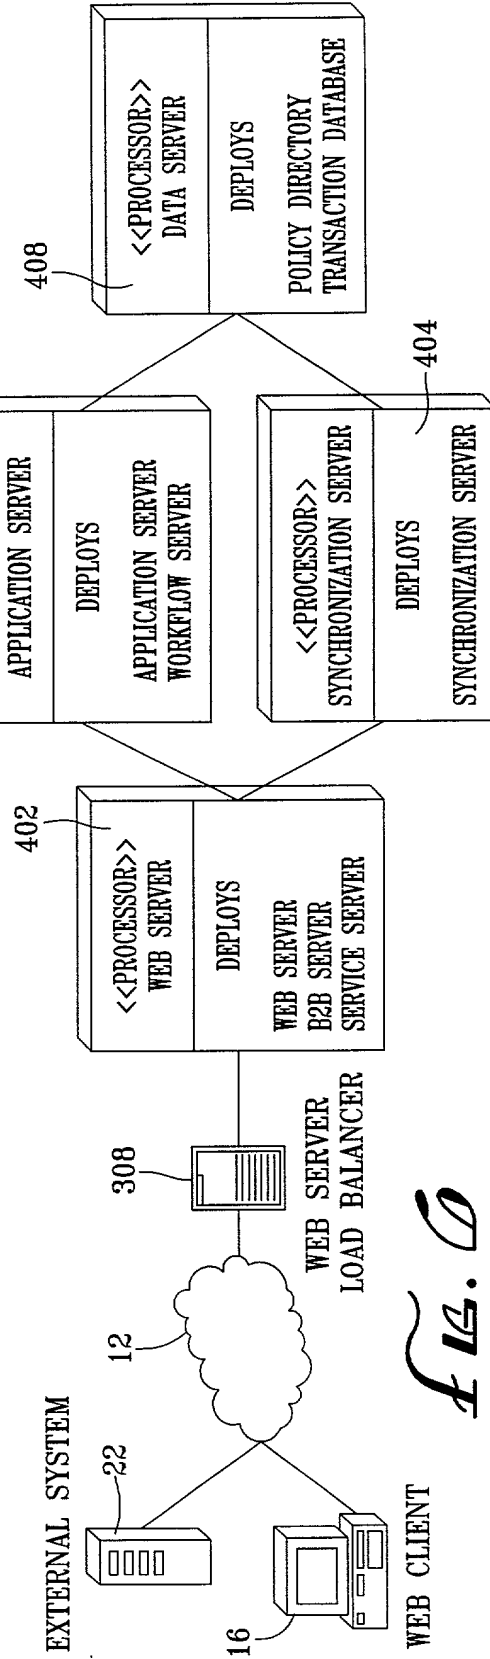 EXTERNAL SYSTEM
22
16
WEB CLIENT
12
308
WEB SERVER
LOAD BALANCER
402
<<PROCESSOR>>
WEB SERVER
DEPLOYS
WEB SERVER
B2B SERVER
SERVICE SERVER
APPLICATION SERVER
DEPLOYS
APPLICATION SERVER
WORKFLOW SERVER
<<PROCESSOR>>
SYNCHRONIZATION SERVER
DEPLOYS
SYNCHRONIZATION SERVER
404
408
<<PROCESSOR>>
DATA SERVER
DEPLOYS
POLICY DIRECTORY
TRANSACTION DATABASE
FIG. 6